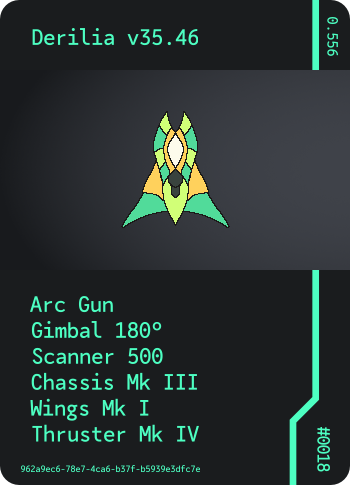 Derilia v35.46
0.556
Arc Gun
Gimbal 180º
Scanner 500
Chassis Mk III
Wings Mk I
Thruster Mk IV
#0018
962a9ec6-78e7-4ca6-b37f-b5939e3dfc7e